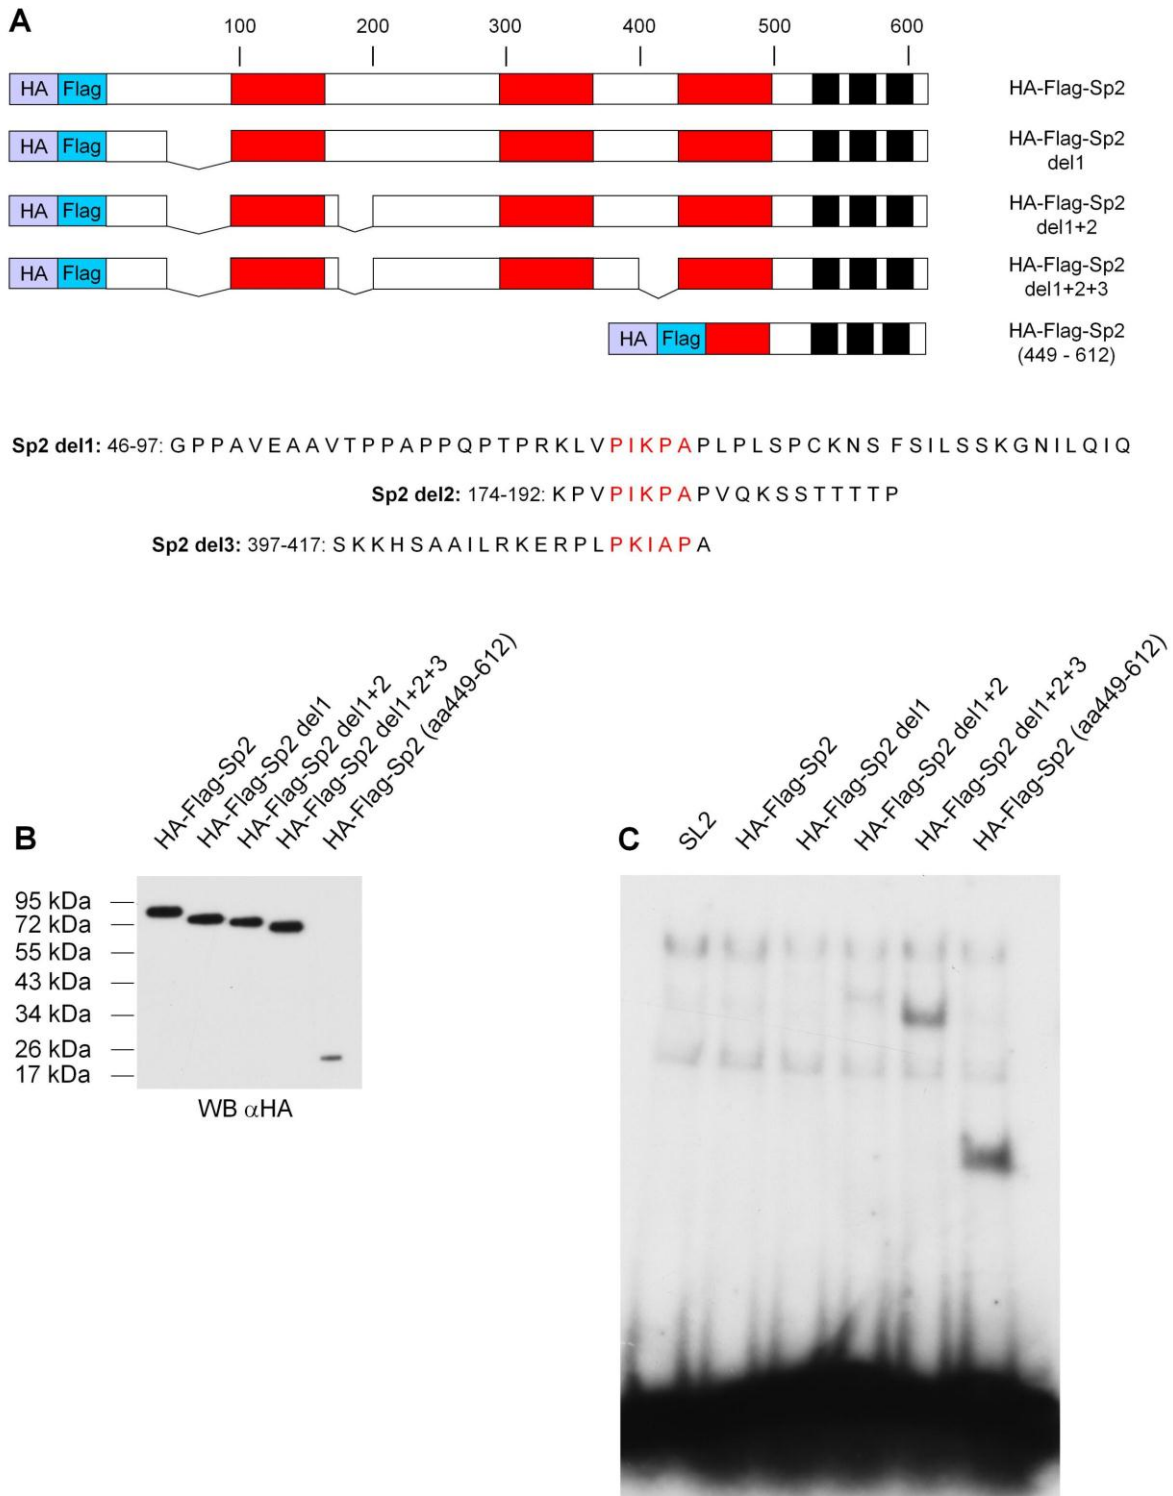 A
100 200 300 400 500 600
HA Flag HA-Flag-Sp2
HA Flag HA-Flag-Sp2
del1
HA Flag HA-Flag-Sp2
del1+2
HA Flag HA-Flag-Sp2
del1+2+3
HA Flag HA-Flag-Sp2
(449 - 612)
Sp2 del1: 46-97: G P P A V E A A V T P P A P P Q P T P R K L V P I K P A P L P L S P C K N S F S I L S S K G N I L Q I Q
Sp2 del2: 174-192: K P V P I K P A P V Q K S S T T T T P
Sp2 del3: 397-417: S K K H S A A I L R K E R P L P K I A P A
B
HA-Flag-Sp2
HA-Flag-Sp2 del1
HA-Flag-Sp2 del1+2
HA-Flag-Sp2 del1+2+3
HA-Flag-Sp2 (aa449-612)
95 kDa
72 kDa
55 kDa
43 kDa
34 kDa
26 kDa
17 kDa
WB αHA
C
SL2
HA-Flag-Sp2
HA-Flag-Sp2 del1
HA-Flag-Sp2 del1+2
HA-Flag-Sp2 del1+2+3
HA-Flag-Sp2 (aa449-612)